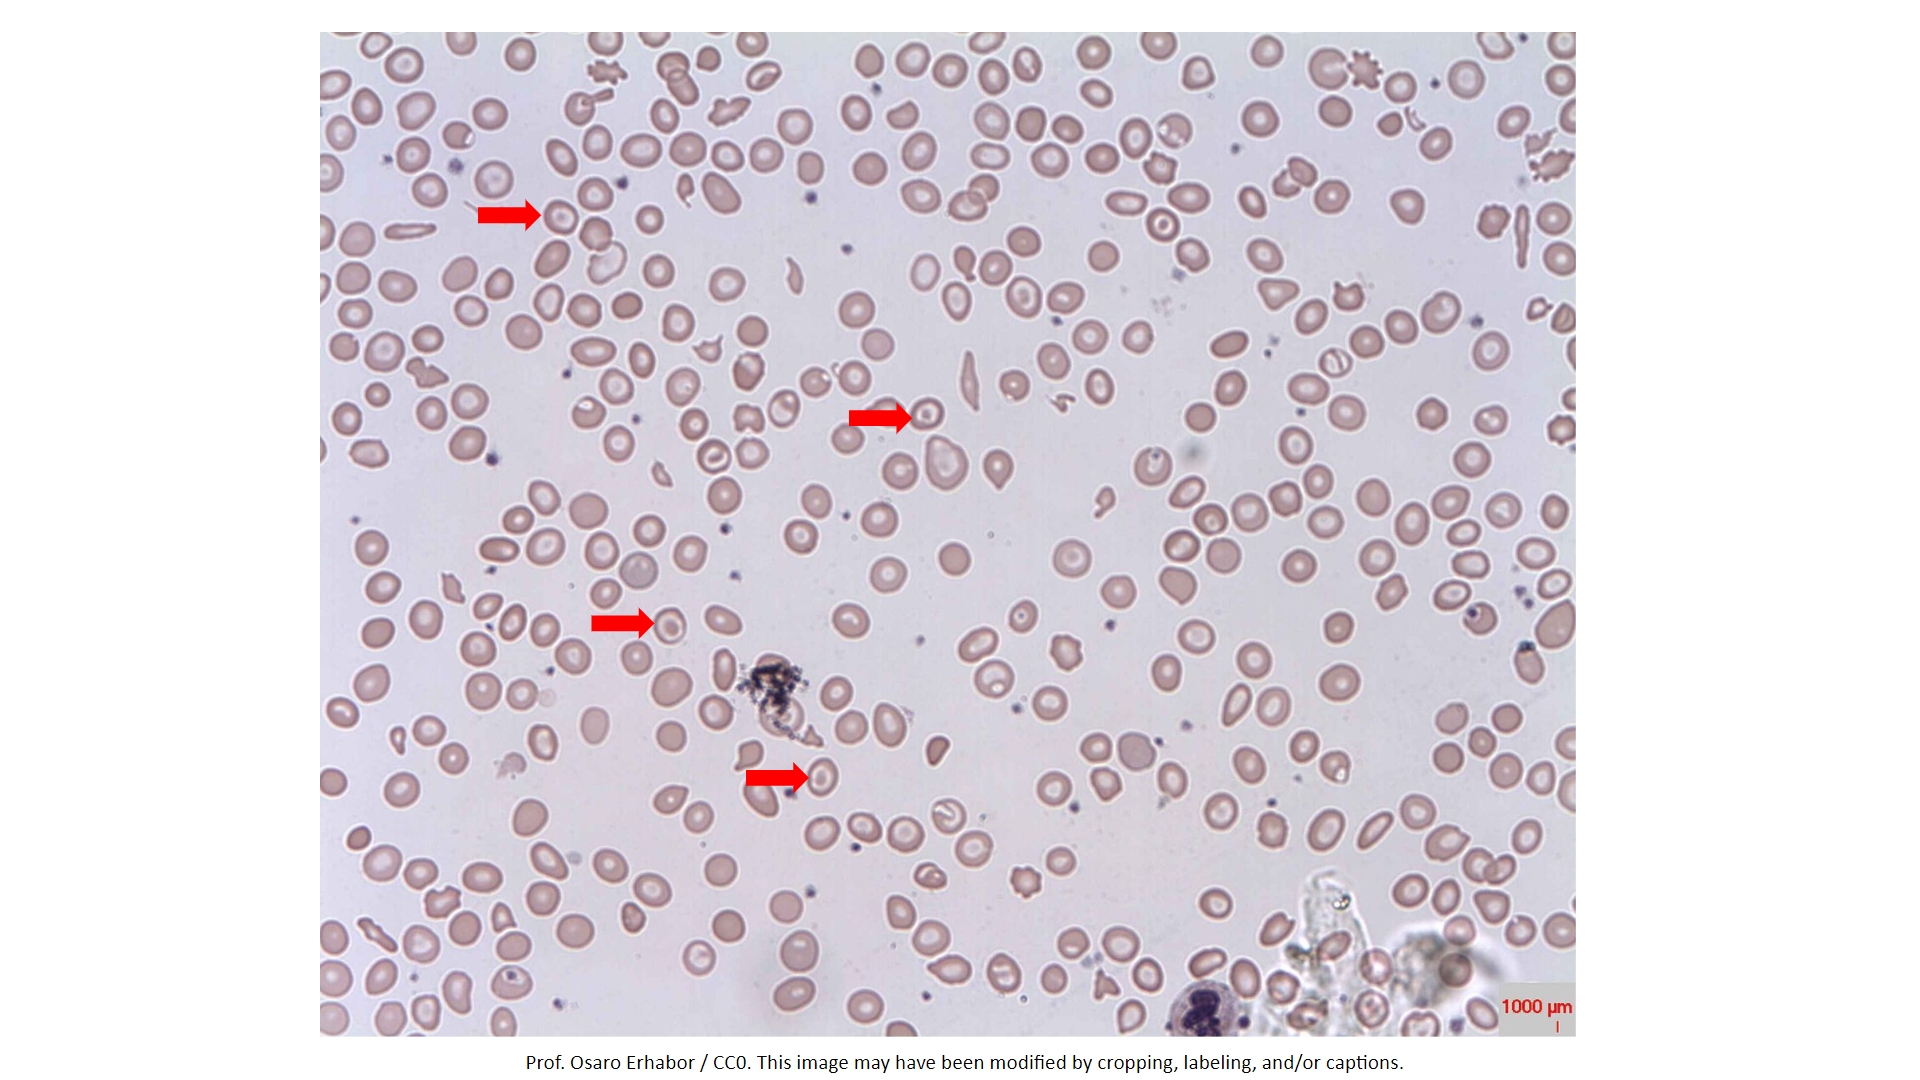 1000 µm
Prof. Osaro Erhabor / CC0. This image may have been modified by cropping, labeling, and/or captions.